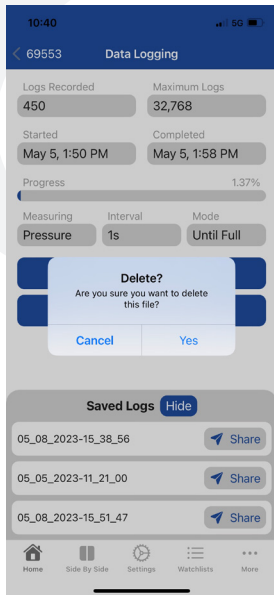 10:40
5G
69553
Data Logging
Logs Recorded
Maximum Logs
450
32,768
Started
Completed
May 5, 1:50 PM
May 5, 1:58 PM
Progress
1.37%
Measuring
Interval
Mode
Pressure
1s
Until Full
Delete?
Are you sure you want to delete
this file?
Cancel
Yes
Saved Logs
Hide
05_08_2023-15_38_56
Share
05_05_2023-11_21_00
Share
05_08_2023-15_51_47
Share
Home
Side By Side
Settings
Watchlists
More